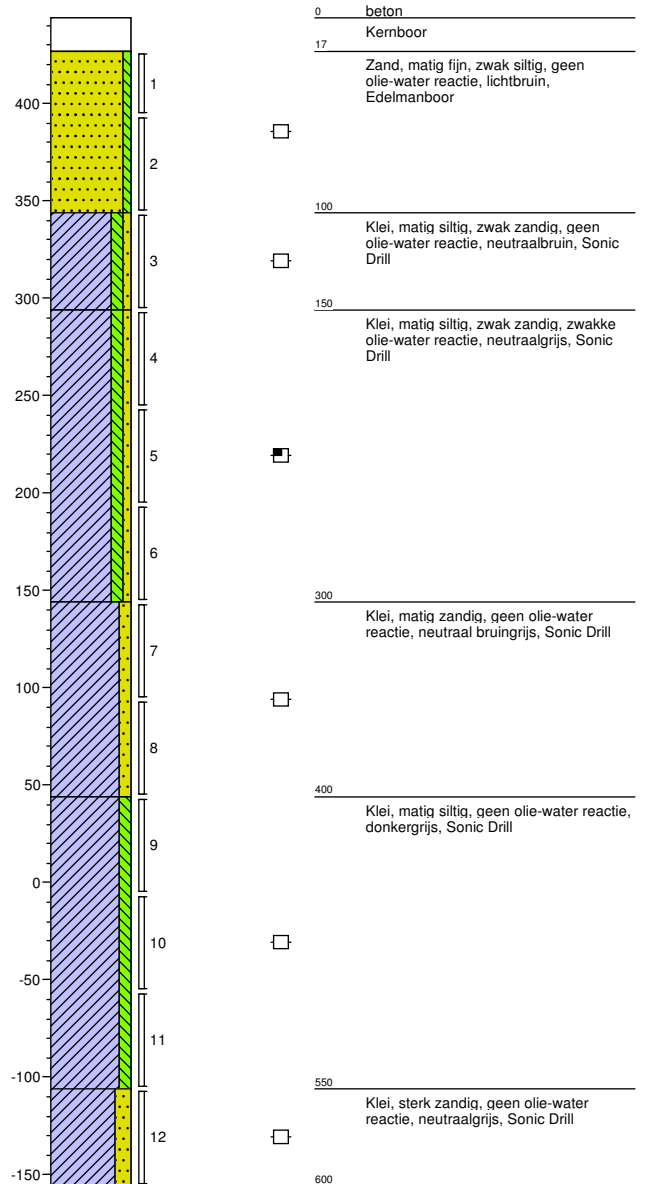 0 beton
Kernboor
17
Zand, matig fijn, zwak siltig, geen
olie-water reactie, lichtbruin,
Edelmanboor
100
Klei, matig siltig, zwak zandig, geen
olie-water reactie, neutraalbruin, Sonic
Drill
150
Klei, matig siltig, zwak zandig, zwakke
olie-water reactie, neutraalgrijs, Sonic
Drill
300
Klei, matig zandig, geen olie-water
reactie, neutraal bruingrijs, Sonic Drill
400
Klei, matig siltig, geen olie-water reactie,
donkergrijs, Sonic Drill
550
Klei, sterk zandig, geen olie-water
reactie, neutraalgrijs, Sonic Drill
600
400
350
300
250
200
150
100
50
0
-50
-100
-150
1
2
3
4
5
6
7
8
9
10
11
12